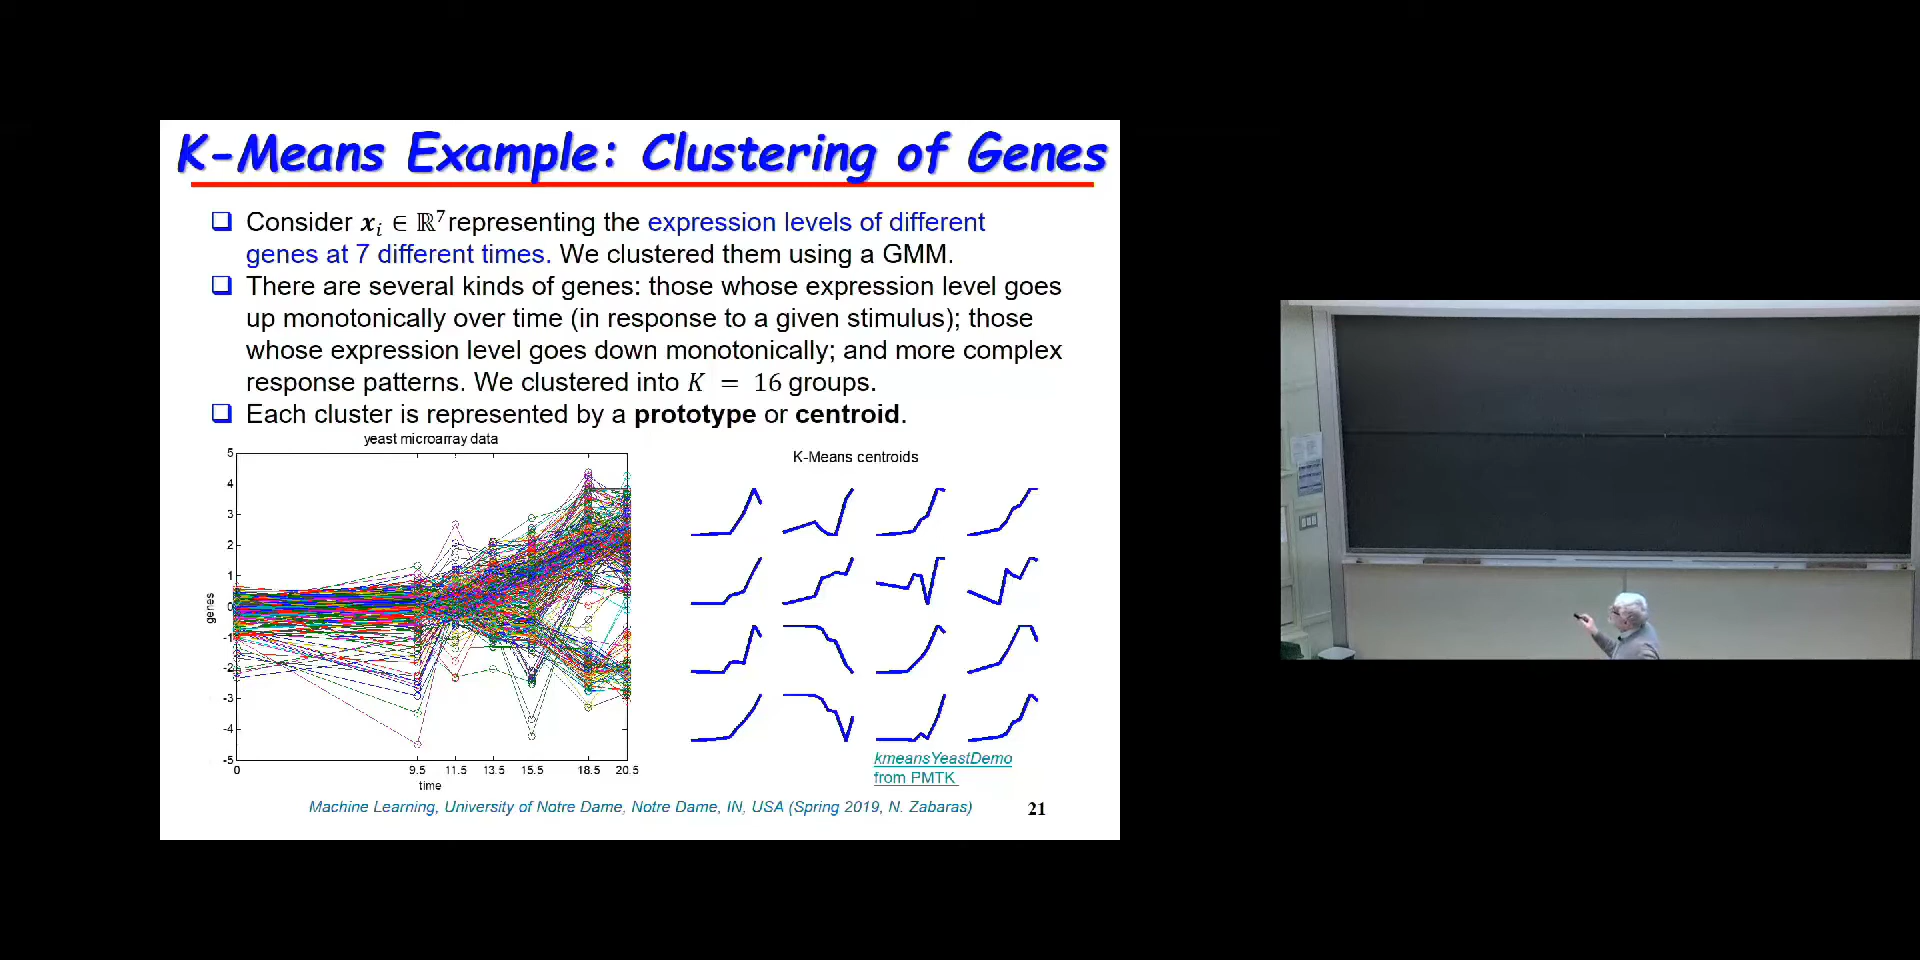 K-Means Example: Clustering of Genes
❑ Consider 𝒙ᵢ ∈ ℝ⁷ representing the expression levels of different
genes at 7 different times. We clustered them using a GMM.
❑ There are several kinds of genes: those whose expression level goes
up monotonically over time (in response to a given stimulus); those
whose expression level goes down monotonically; and more complex
response patterns. We clustered into K = 16 groups.
❑ Each cluster is represented by a prototype or centroid.
yeast microarray data
5
4
3
2
1
0
-1
-2
-3
-4
-5
genes
0 9.5 11.5 13.5 15.5 18.5 20.5
time
K-Means centroids
kmeansYeastDemo
from PMTK
Machine Learning, University of Notre Dame, Notre Dame, IN, USA (Spring 2019, N. Zabaras)
21